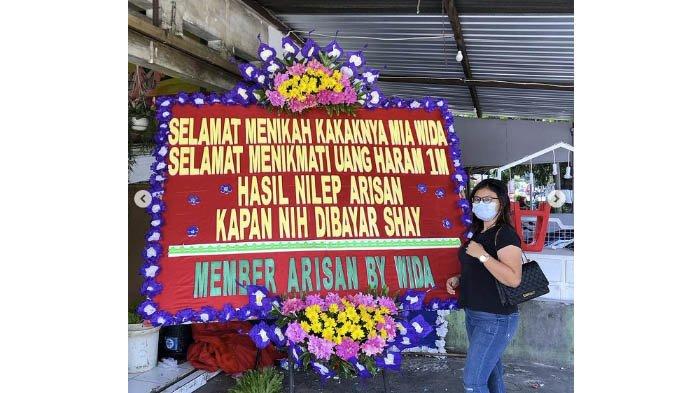 SELAMAT MENIKAH KAKAKNYA MIA WIDA
SELAMAT MENIKMATI UANG HARAM 1M
HASIL NILEP ARISAN
KAPAN NIH DIBAYAR SHAY
MEMBER ARISAN BY WIDA